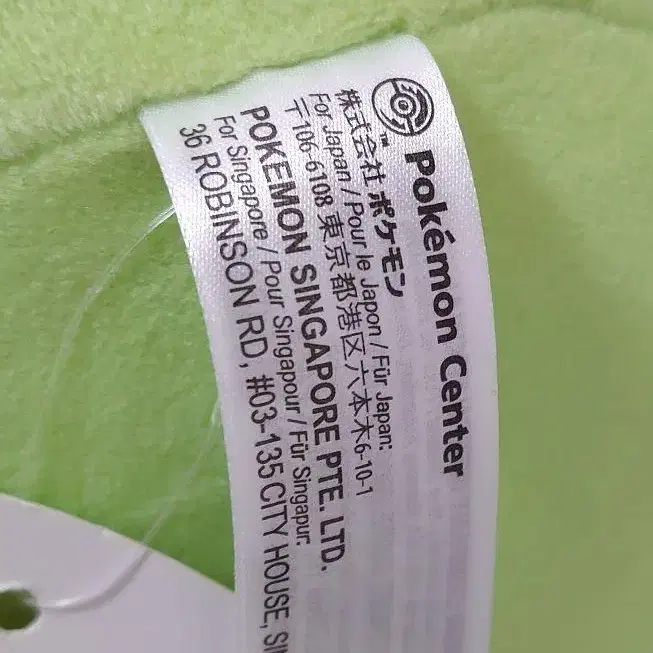 Pokémon Center
TM
株式会社 ポケモン
For Japan / Pour le Japon / Für Japan:
〒106-6108 東京都港区六本木6-10-1
POKEMON SINGAPORE PTE. LTD.
For Singapore / Pour Singapour / Für Singapur:
36 ROBINSON RD, #03-135 CITY HOUSE,